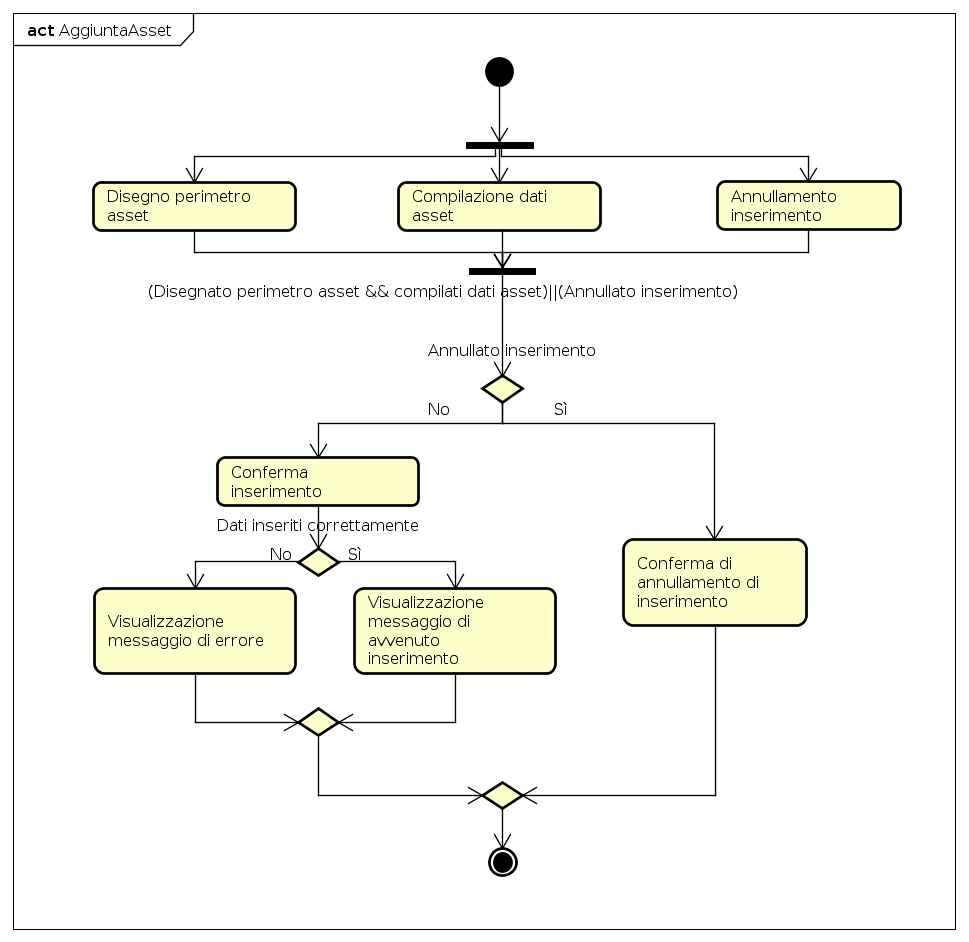 act AggiuntaAsset
Disegno perimetro
asset
Compilazione dati
asset
Annullamento
inserimento
(Disegnato perimetro asset && compilati dati asset)||(Annullato inserimento)
Annullato inserimento
No
Sì
Conferma
inserimento
Dati inseriti correttamente
No
Sì
Conferma di
annullamento di
inserimento
Visualizzazione
messaggio di errore
Visualizzazione
messaggio di
avvenuto
inserimento